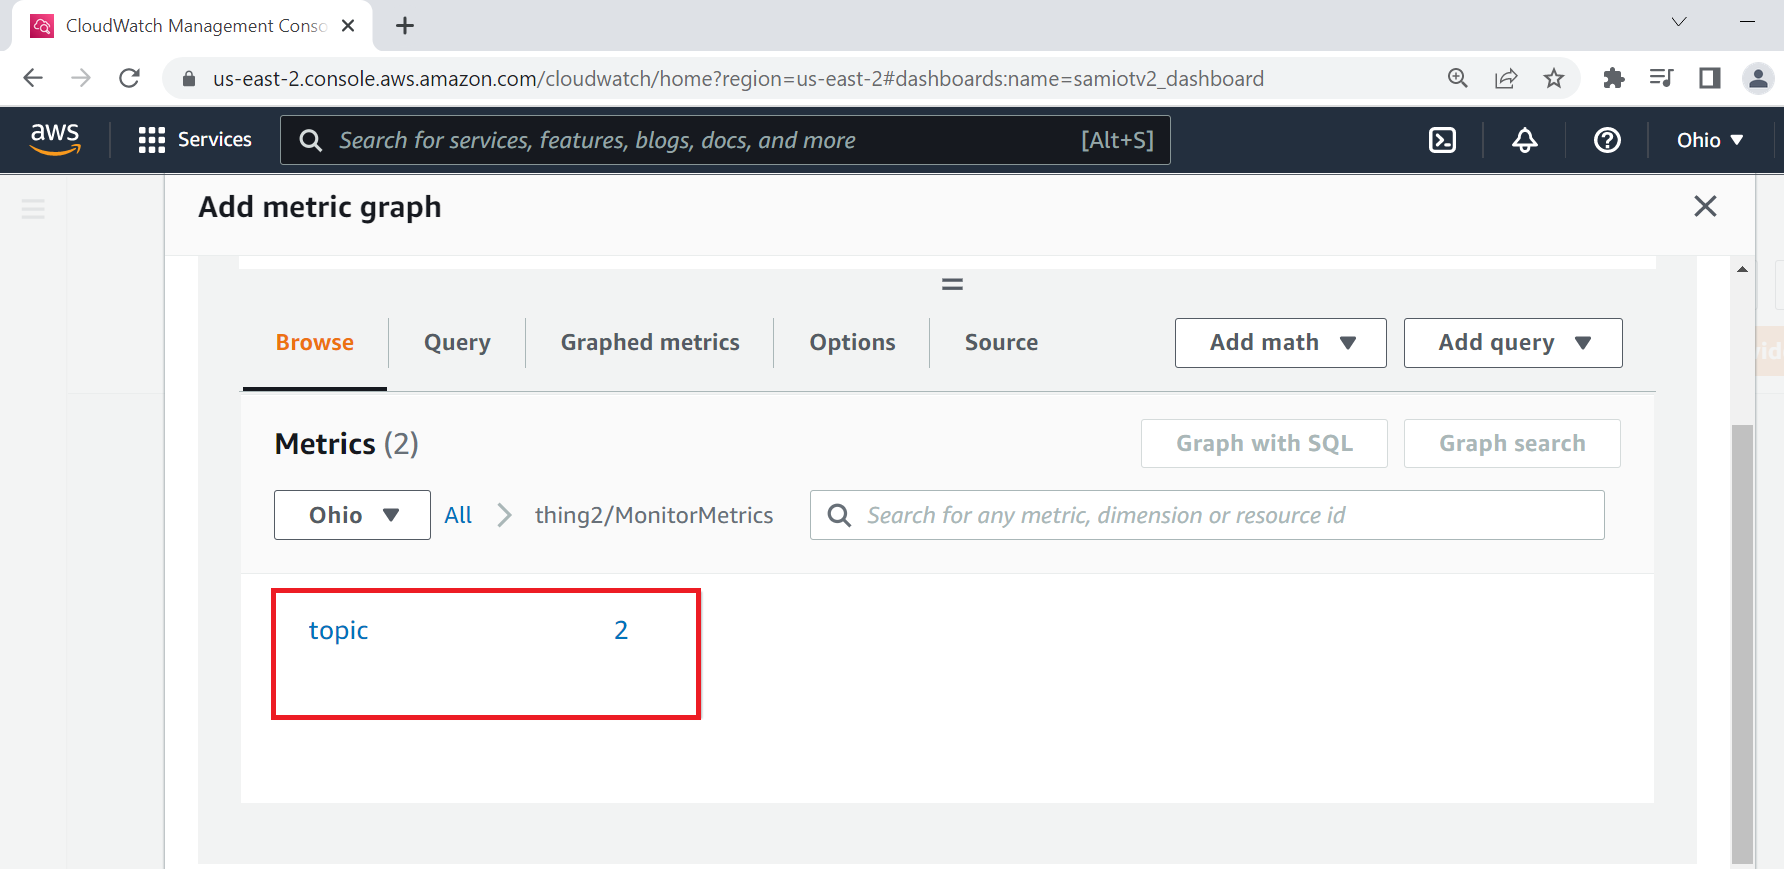 CloudWatch Management Conso
us-east-2.console.aws.amazon.com/cloudwatch/home?region=us-east-2#dashboards:name=samiotv2_dashboard
aws Services Search for services, features, blogs, docs, and more [Alt+S] Ohio
Add metric graph
Browse Query Graphed metrics Options Source Add math Add query
Metrics (2) Graph with SQL Graph search
Ohio All thing2/MonitorMetrics Search for any metric, dimension or resource id
topic 2